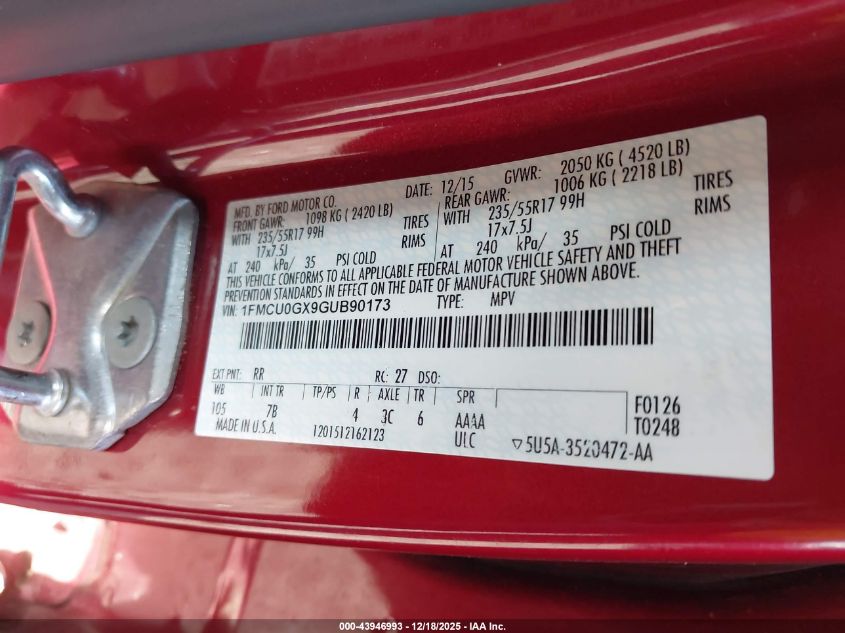 MFD. BY FORD MOTOR CO. DATE: 12/15 GVWR: 2050 KG ( 4520 LB)
FRONT GAWR: 1098 KG ( 2420 LB) REAR GAWR: 1006 KG ( 2218 LB)
WITH 235/55R17 99H TIRES WITH 235/55R17 99H TIRES
17x7.5J RIMS 17x7.5J RIMS
AT 240 kPa/ 35 PSI COLD AT 240 kPa/ 35 PSI COLD
THIS VEHICLE CONFORMS TO ALL APPLICABLE FEDERAL MOTOR VEHICLE SAFETY AND THEFT
PREVENTION STANDARDS IN EFFECT ON THE DATE OF MANUFACTURE SHOWN ABOVE.
VIN: 1FMCU0GX9GUB90173 TYPE: MPV
EXT PNT: RR RC: 27 DSO:
WB INT TR TP/PS R AXLE TR SPR
105 7B 4 3C 6 AAAA F0126
MADE IN U.S.A. 1201512162123 ULC T0248
▽5U5A-3520472-AA
000-43946993 - 12/18/2025 - IAA Inc.